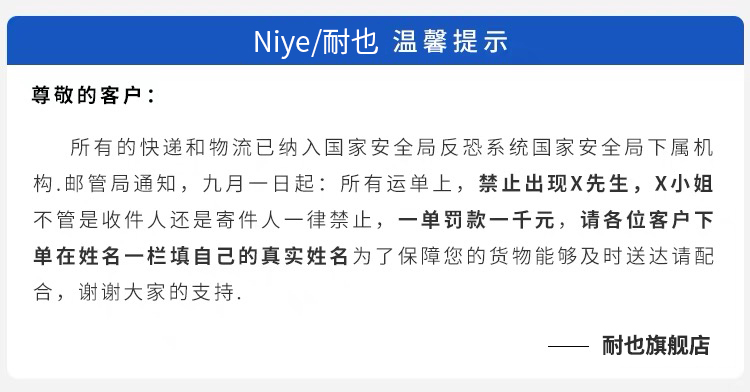 Niye/耐也 温馨提示
尊敬的客户：
所有的快递和物流已纳入国家安全局反恐系统国家安全局下属机
构.邮管局通知，九月一日起：所有运单上，禁止出现X先生，X小姐
不管是收件人还是寄件人一律禁止，一单罚款一千元，请各位客户下
单在姓名一栏填自己的真实姓名为了保障您的货物能够及时送达请配
合，谢谢大家的支持.
—— 耐也旗舰店